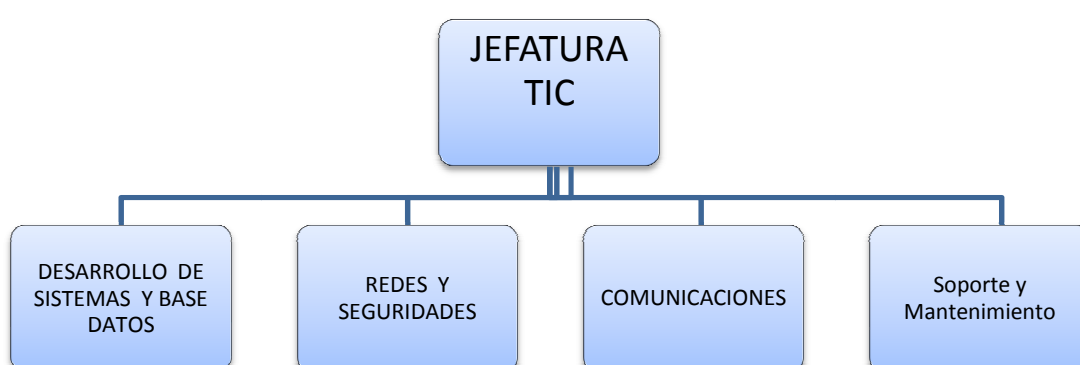 JEFATURA
TIC
DESARROLLO DE
SISTEMAS Y BASE
DATOS
REDES Y
SEGURIDADES
COMUNICACIONES
Soporte y
Mantenimiento